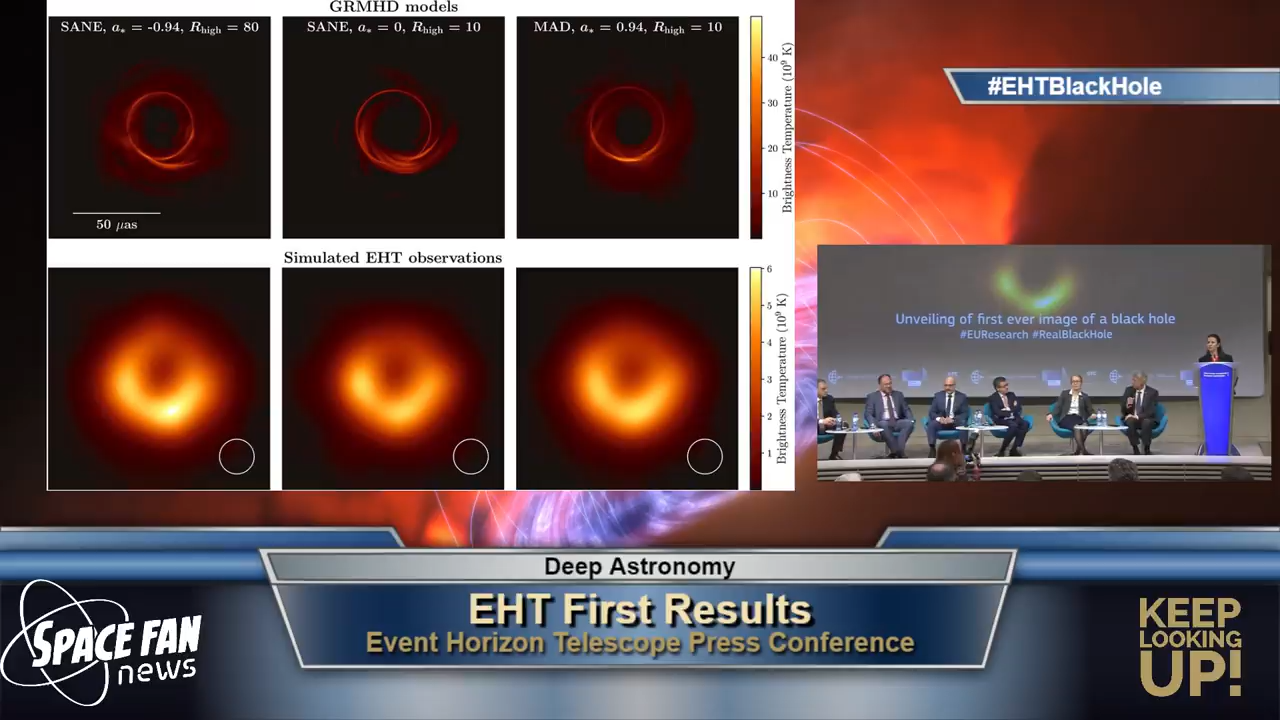 GRMHD models
SANE, a* = -0.94, Rhigh = 80
SANE, a* = 0, Rhigh = 10
MAD, a* = 0.94, Rhigh = 10
50 μas
40
30
20
10
Brightness Temperature (10⁹ K)
Simulated EHT observations
6
5
4
3
2
1
Brightness Temperature (10⁹ K)
#EHTBlackHole
Unveiling of first ever image of a black hole
#EUResearch #RealBlackHole
Deep Astronomy
EHT First Results
Event Horizon Telescope Press Conference
SPACE FAN
news
KEEP
LOOKING
UP!